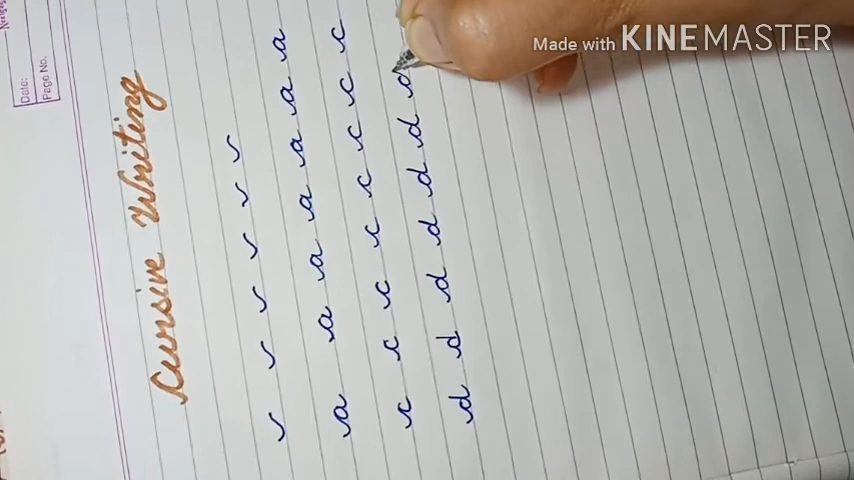 Made with KINEMASTER
Date:
Page No.
Cursive Writing
a a a a a a a
c c c c c c c c
d d d d d d